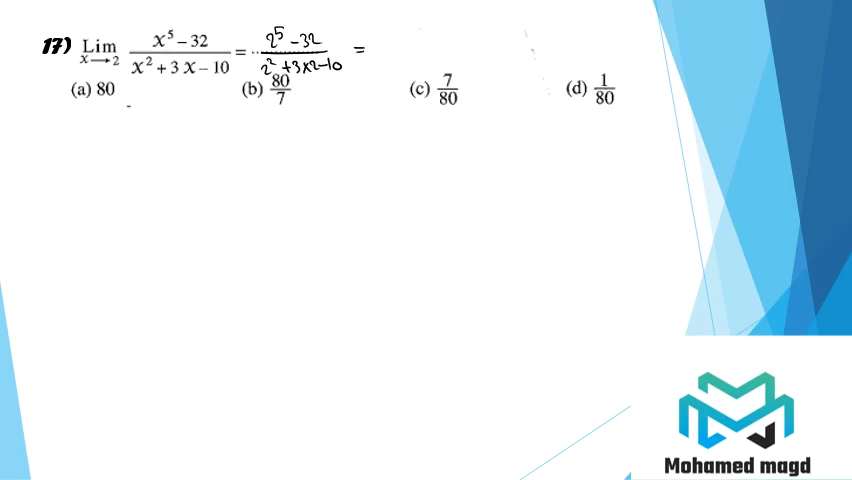 17) Lim x→2 (x⁵ − 32)/(x² + 3x − 10) = ·· (2⁵ − 32)/(2² + 3×2 − 10) =
(a) 80 (b) 80/7 (c) 7/80 (d) 1/80
Mohamed magd